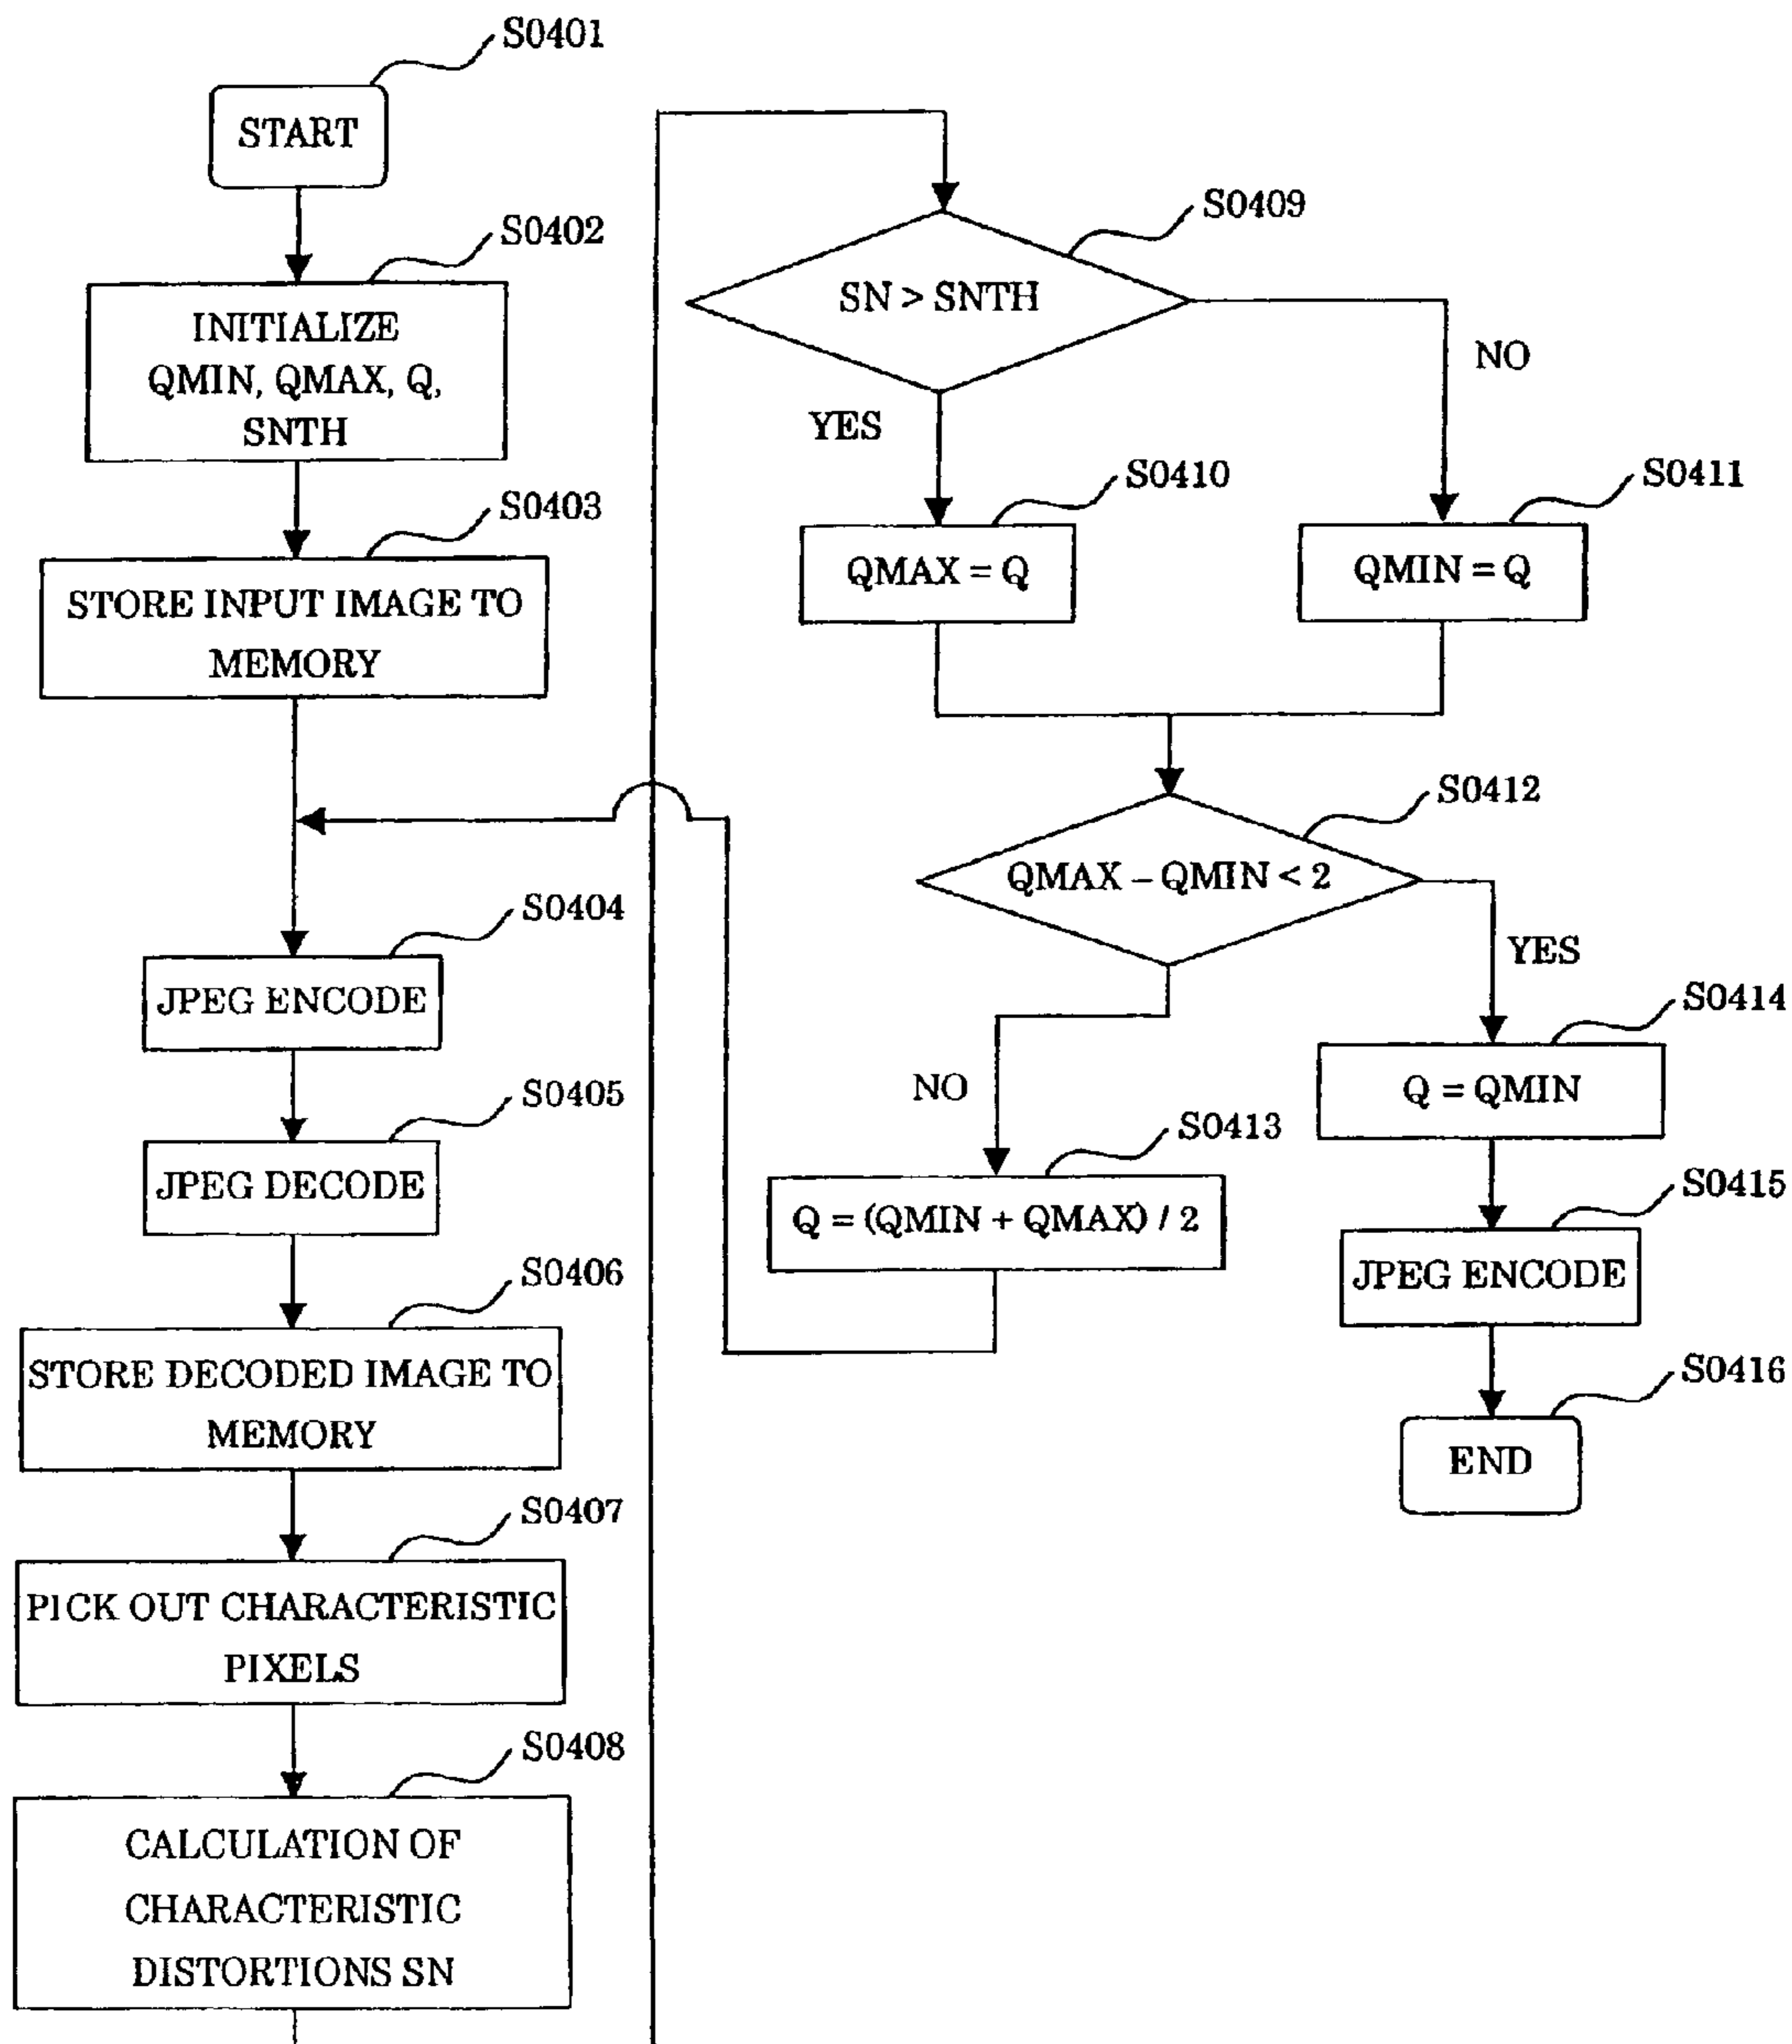 S0401
START
S0402
INITIALIZE
QMIN, QMAX, Q,
SNTH
S0403
STORE INPUT IMAGE TO
MEMORY
S0404
JPEG ENCODE
S0405
JPEG DECODE
S0406
STORE DECODED IMAGE TO
MEMORY
S0407
PICK OUT CHARACTERISTIC
PIXELS
S0408
CALCULATION OF
CHARACTERISTIC
DISTORTIONS SN
S0409
SN > SNTH
NO
YES
S0410
QMAX = Q
S0411
QMIN = Q
S0412
QMAX – QMIN < 2
YES
NO
S0413
Q = (QMIN + QMAX) / 2
S0414
Q = QMIN
S0415
JPEG ENCODE
S0416
END